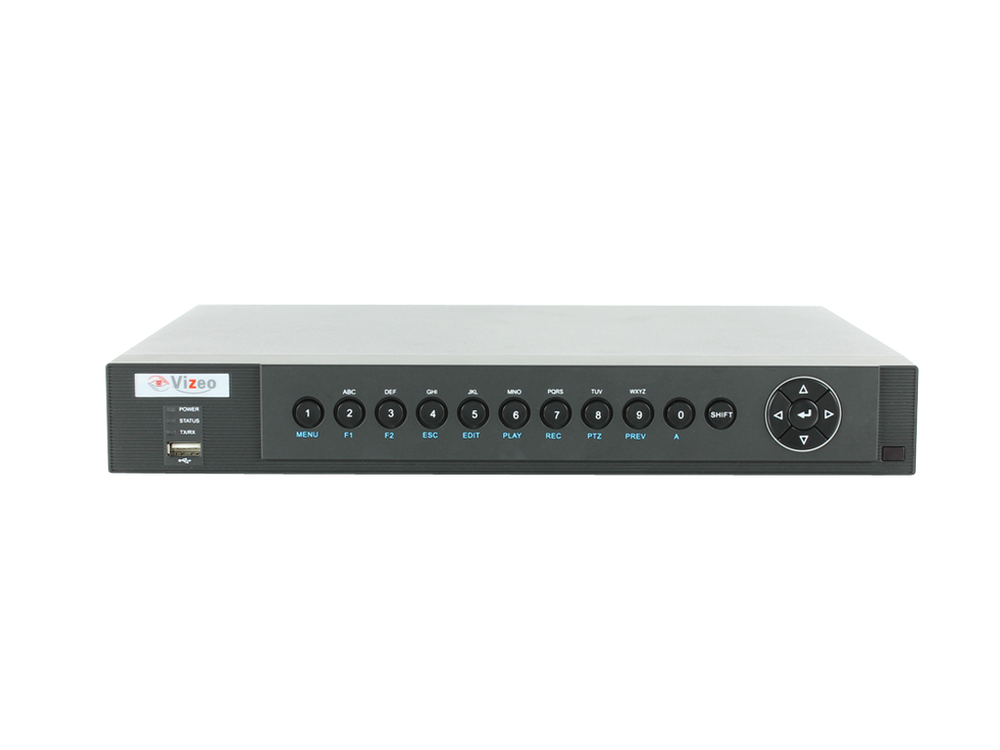 Vizeo
POWER
STATUS
TX/RX
ABC DEF GHI JKL MNO PQRS TUV WXYZ
1 2 3 4 5 6 7 8 9 0 SHIFT
MENU F1 F2 ESC EDIT PLAY REC PTZ PREV A